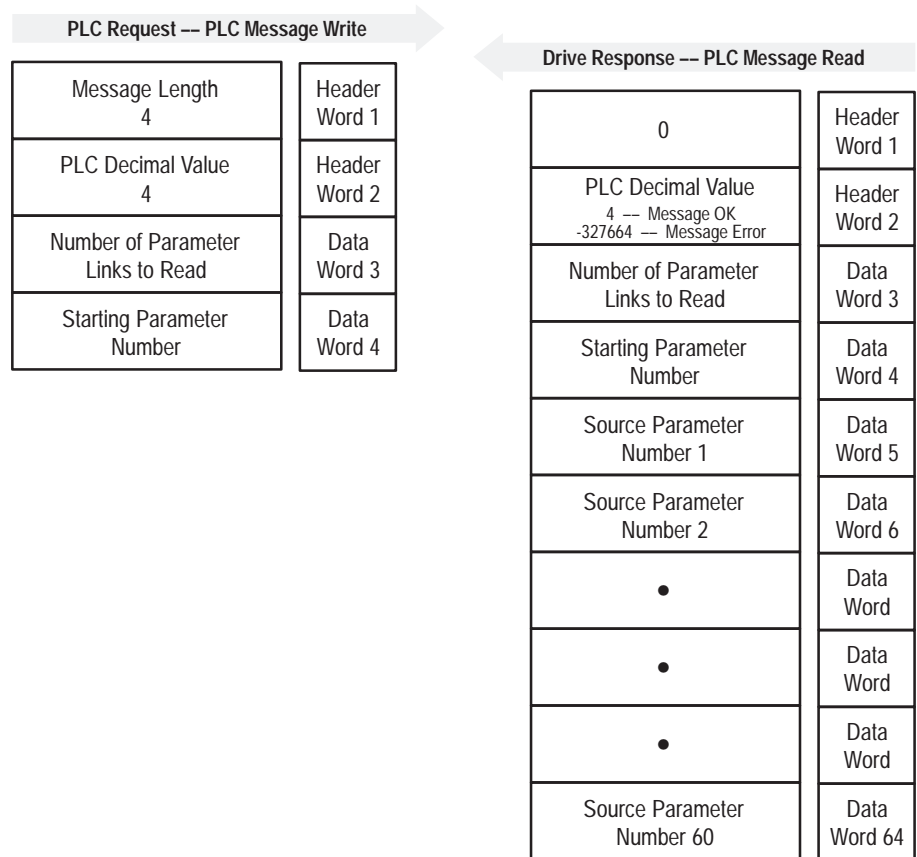 PLC Request –– PLC Message Write
Message Length
4
Header
Word 1
PLC Decimal Value
4
Header
Word 2
Number of Parameter
Links to Read
Data
Word 3
Starting Parameter
Number
Data
Word 4
Drive Response –– PLC Message Read
0
Header
Word 1
PLC Decimal Value
4 –– Message OK
-327664 –– Message Error
Header
Word 2
Number of Parameter
Links to Read
Data
Word 3
Starting Parameter
Number
Data
Word 4
Source Parameter
Number 1
Data
Word 5
Source Parameter
Number 2
Data
Word 6
•
Data
Word
•
Data
Word
•
Data
Word
Source Parameter
Number 60
Data
Word 64